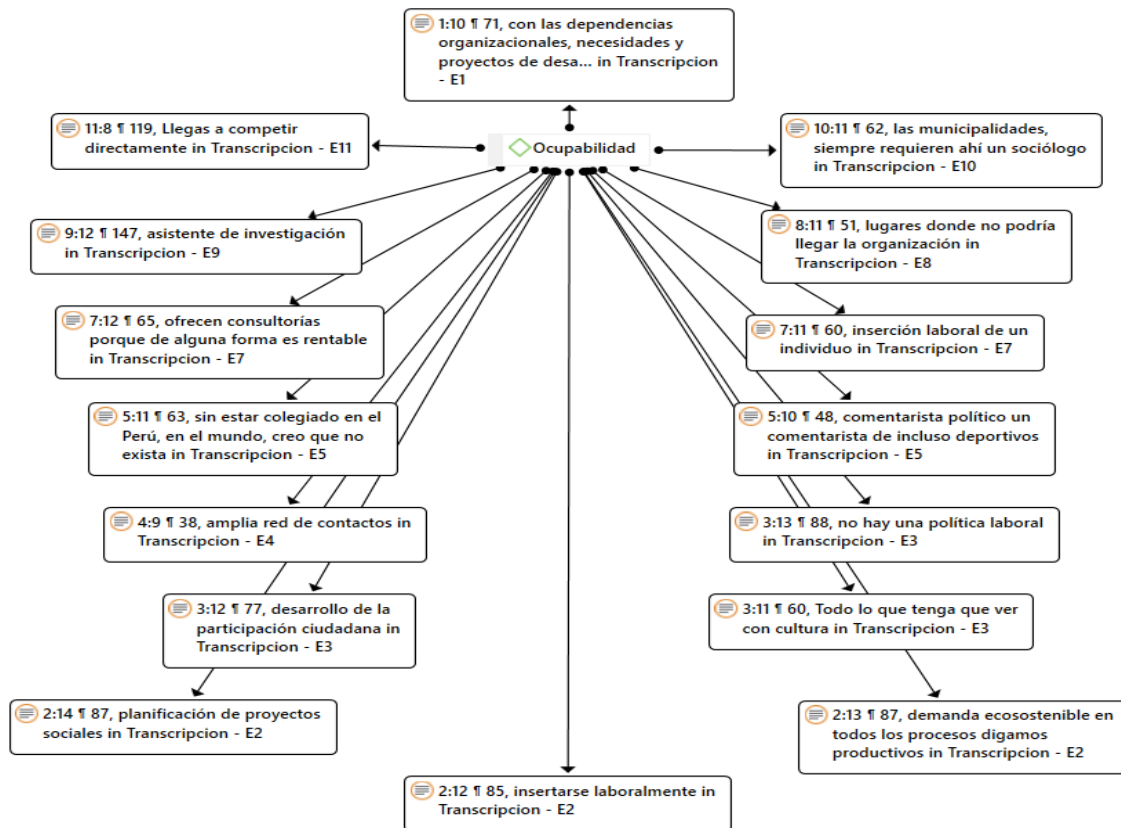 1:10 ¶ 71, con las dependencias
organizacionales, necesidades y
proyectos de desa... in Transcripcion
- E1
11:8 ¶ 119, Llegas a competir
directamente in Transcripcion - E11
Ocupabilidad
10:11 ¶ 62, las municipalidades,
siempre requieren ahí un sociólogo
in Transcripcion - E10
9:12 ¶ 147, asistente de investigación
in Transcripcion - E9
8:11 ¶ 51, lugares donde no podría
llegar la organización in
Transcripcion - E8
7:12 ¶ 65, ofrecen consultorías
porque de alguna forma es rentable
in Transcripcion - E7
7:11 ¶ 60, inserción laboral de un
individuo in Transcripcion - E7
5:11 ¶ 63, sin estar colegiado en el
Perú, en el mundo, creo que no
exista in Transcripcion - E5
5:10 ¶ 48, comentarista político un
comentarista de incluso deportivos
in Transcripcion - E5
4:9 ¶ 38, amplia red de contactos in
Transcripcion - E4
3:13 ¶ 88, no hay una política laboral
in Transcripcion - E3
3:12 ¶ 77, desarrollo de la
participación ciudadana in
Transcripcion - E3
3:11 ¶ 60, Todo lo que tenga que ver
con cultura in Transcripcion - E3
2:14 ¶ 87, planificación de proyectos
sociales in Transcripcion - E2
2:13 ¶ 87, demanda ecosostenible en
todos los procesos digamos
productivos in Transcripcion - E2
2:12 ¶ 85, insertarse laboralmente in
Transcripcion - E2